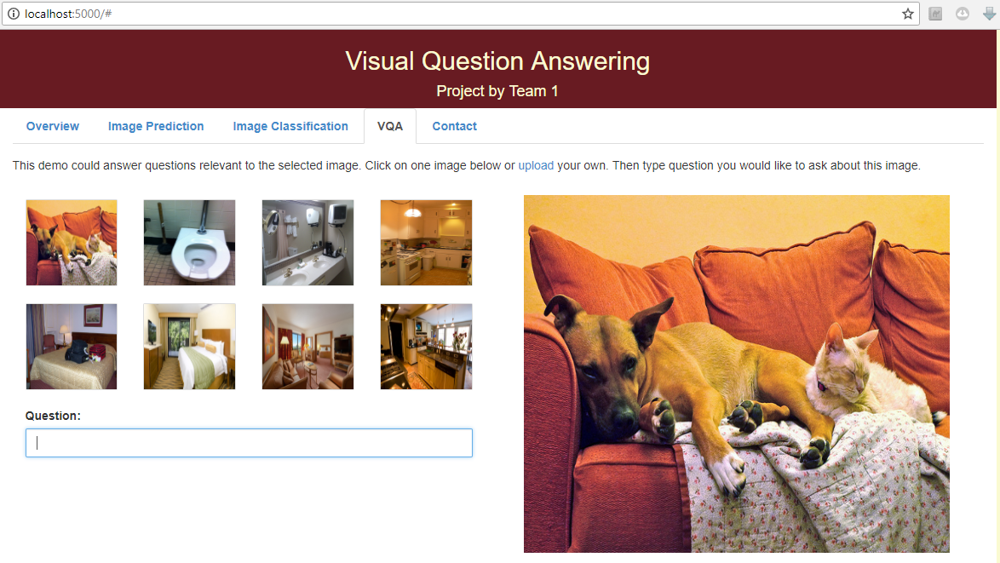 localhost:5000/#
Visual Question Answering
Project by Team 1
Overview Image Prediction Image Classification VQA Contact
This demo could answer questions relevant to the selected image. Click on one image below or upload your own. Then type question you would like to ask about this image.
Question: